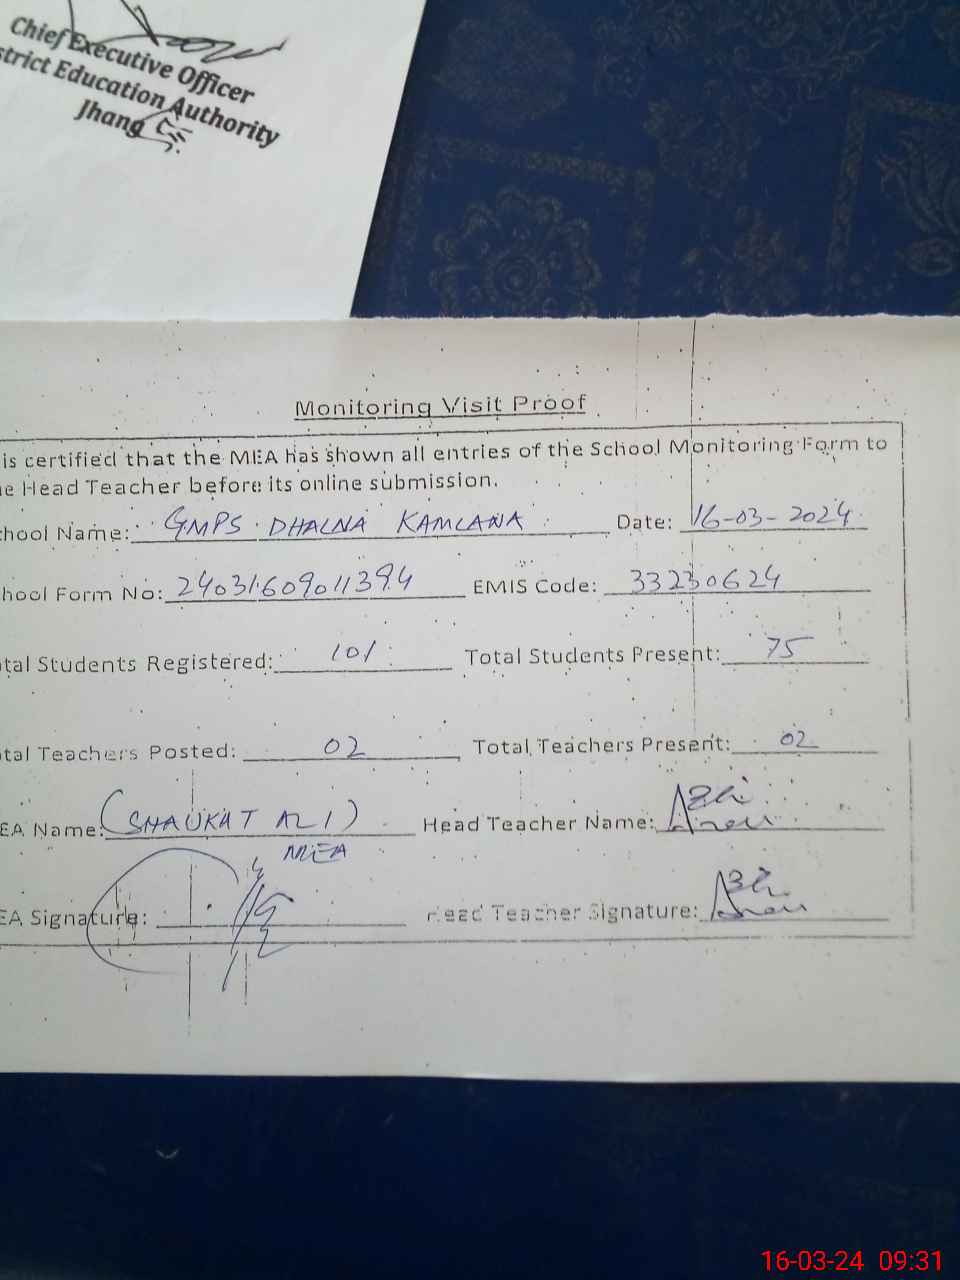 Chief Executive Officer
strict Education Authority
Jhang
Monitoring Visit Proof
is certified that the MEA has shown all entries of the School Monitoring Form to
e Head Teacher before its online submission.
chool Name: GMPS DHALNA KAMLANA Date: 16-03-2024
hool Form No: 24031609011394 EMIS Code: 33230624
tal Students Registered: 101 Total Students Present: 75
tal Teachers Posted: 02 Total Teachers Present: 02
EA Name: (SHAUKAT ALI) Head Teacher Name:
MEA
EA Signature: Head Teacher Signature:
16-03-24 09:31